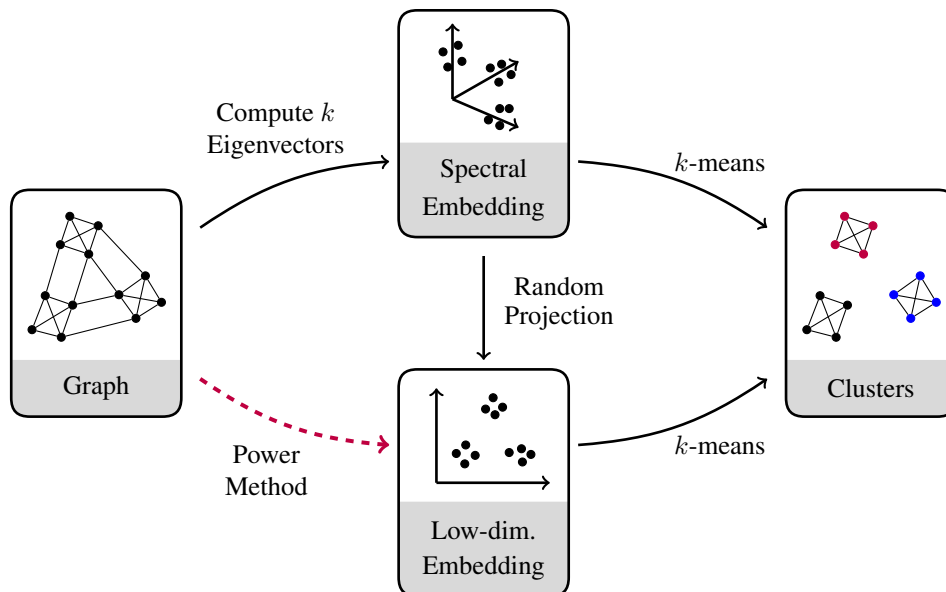 Compute k
Eigenvectors
Spectral
Embedding
k-means
Graph
Random
Projection
Clusters
Power
Method
Low-dim.
Embedding
k-means